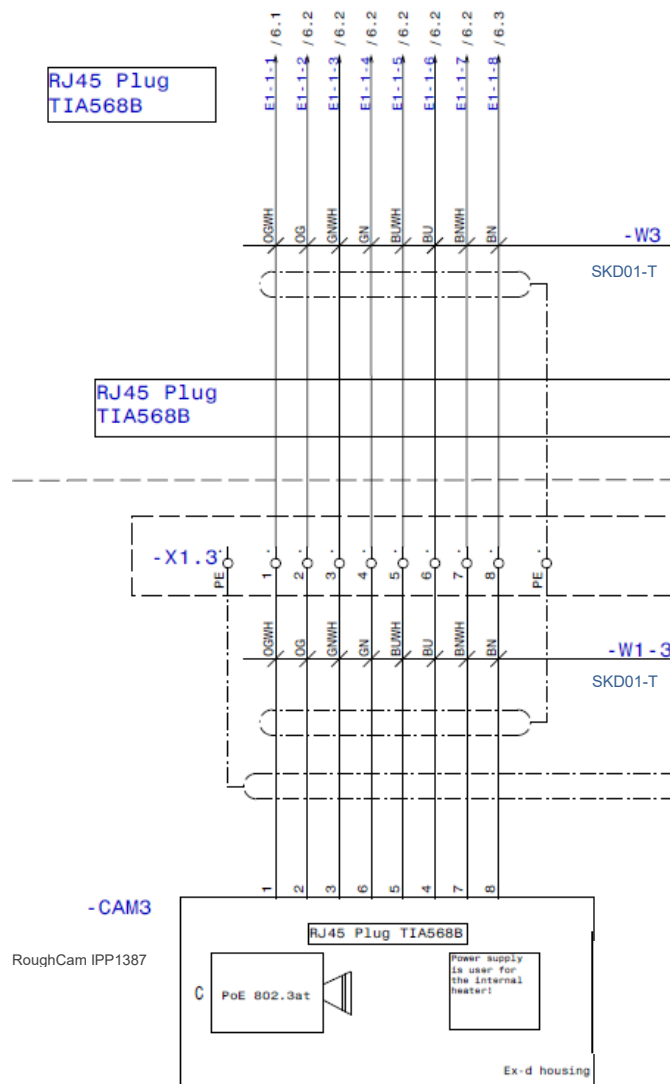 /6.1 /6.2 /6.2 /6.2 /6.2 /6.2 /6.2 /6.3
E1-1-1 E1-1-2 E1-1-3 E1-1-4 E1-1-5 E1-1-6 E1-1-7 E1-1-8
RJ45 Plug
TIA568B
OGWH OG GNWH GN BUWH BU BNWH BN
-W3
SKD01-T
RJ45 Plug
TIA568B
-X1.3
PE 1 2 3 4 5 6 7 8 PE
OGWH OG GNWH GN BUWH BU BNWH BN
-W1-3
SKD01-T
1 2 3 6 5 4 7 8
-CAM3
RJ45 Plug TIA568B
RoughCam IPP1387
C
PoE 802.3at
Power supply
is user for
the internal
heater!
Ex-d housing